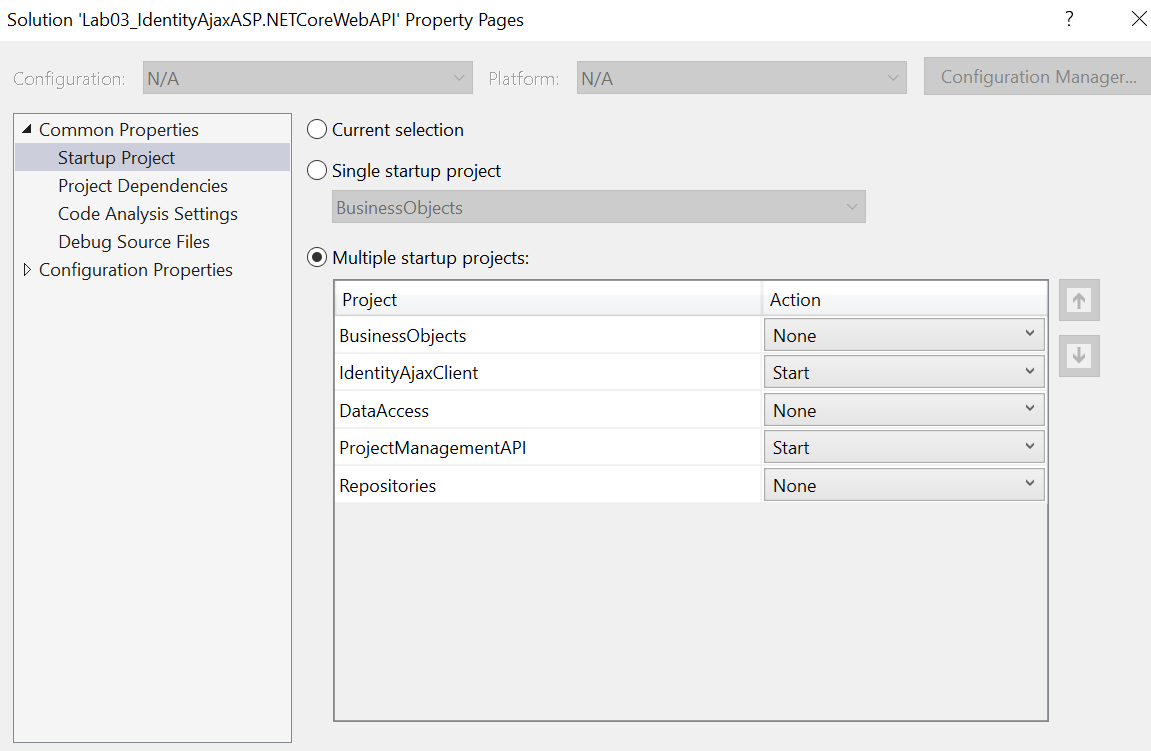 Solution 'Lab03_IdentityAjaxASP.NETCoreWebAPI' Property Pages ?
Configuration: N/A Platform: N/A Configuration Manager...
Common Properties
Startup Project
Project Dependencies
Code Analysis Settings
Debug Source Files
Configuration Properties
Current selection
Single startup project
BusinessObjects
Multiple startup projects:
Project Action
BusinessObjects None
IdentityAjaxClient Start
DataAccess None
ProjectManagementAPI Start
Repositories None